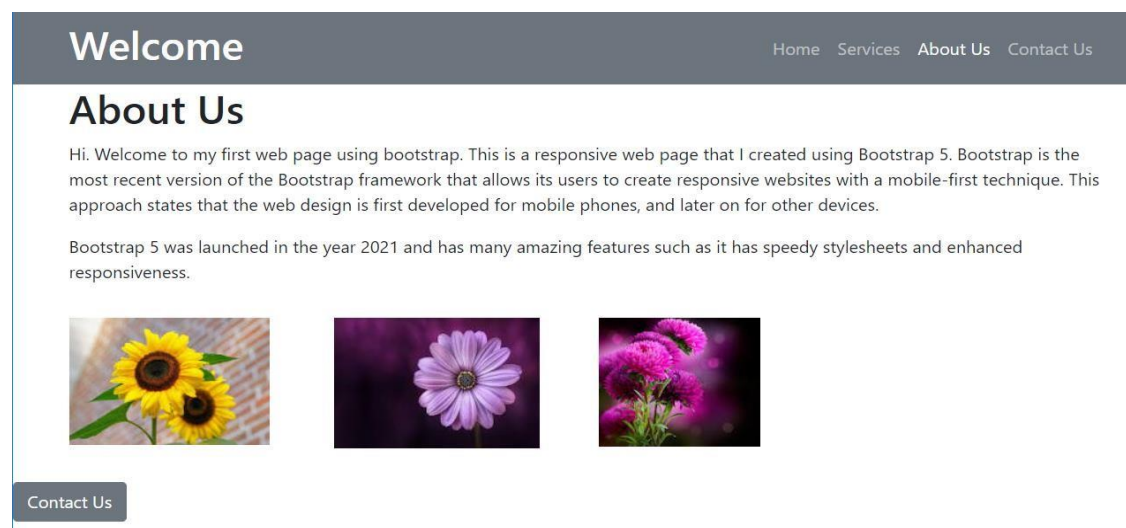 Welcome
Home Services About Us Contact Us
About Us
Hi. Welcome to my first web page using bootstrap. This is a responsive web page that I created using Bootstrap 5. Bootstrap is the
most recent version of the Bootstrap framework that allows its users to create responsive websites with a mobile-first technique. This
approach states that the web design is first developed for mobile phones, and later on for other devices.
Bootstrap 5 was launched in the year 2021 and has many amazing features such as it has speedy stylesheets and enhanced
responsiveness.
Contact Us